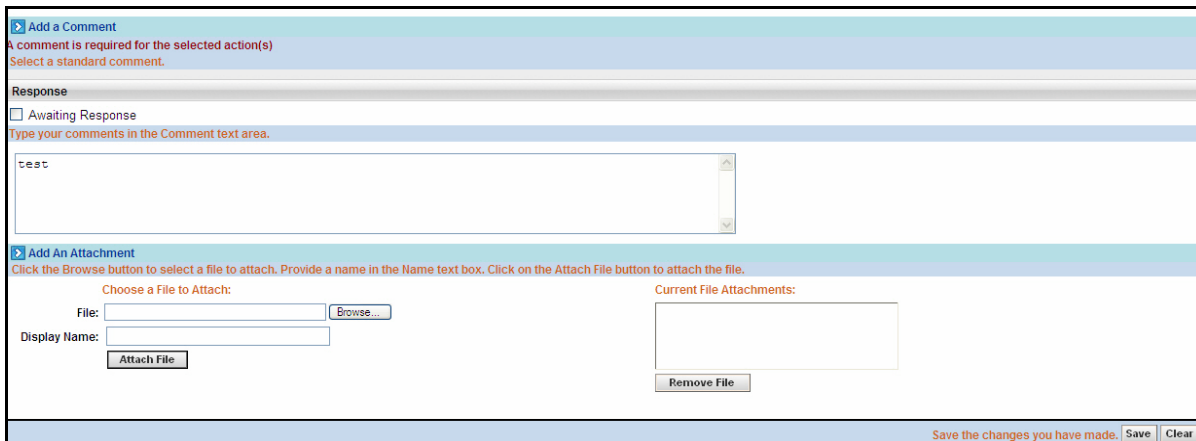 Add a Comment
A comment is required for the selected action(s)
Select a standard comment.
Response
Awaiting Response
Type your comments in the Comment text area.
test
Add An Attachment
Click the Browse button to select a file to attach. Provide a name in the Name text box. Click on the Attach File button to attach the file.
Choose a File to Attach:
File: Browse...
Display Name:
Attach File
Current File Attachments:
Remove File
Save the changes you have made. Save Clear